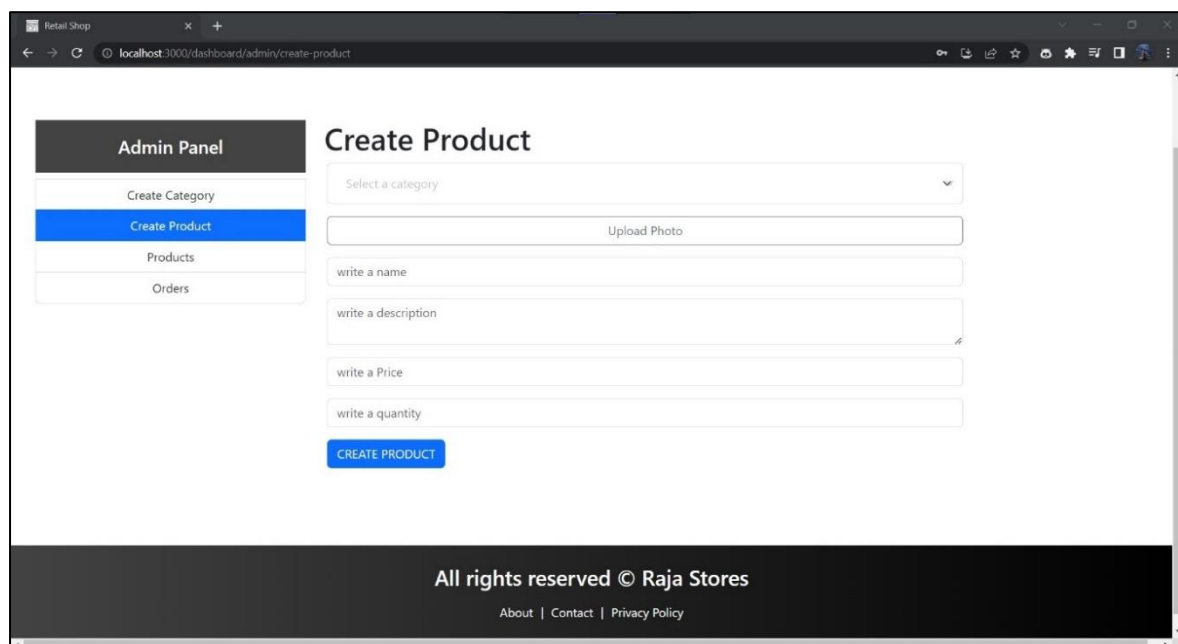 Retail Shop
localhost:3000/dashboard/admin/create-product
Admin Panel
Create Category
Create Product
Products
Orders
Create Product
Select a category
Upload Photo
write a name
write a description
write a Price
write a quantity
CREATE PRODUCT
All rights reserved © Raja Stores
About | Contact | Privacy Policy